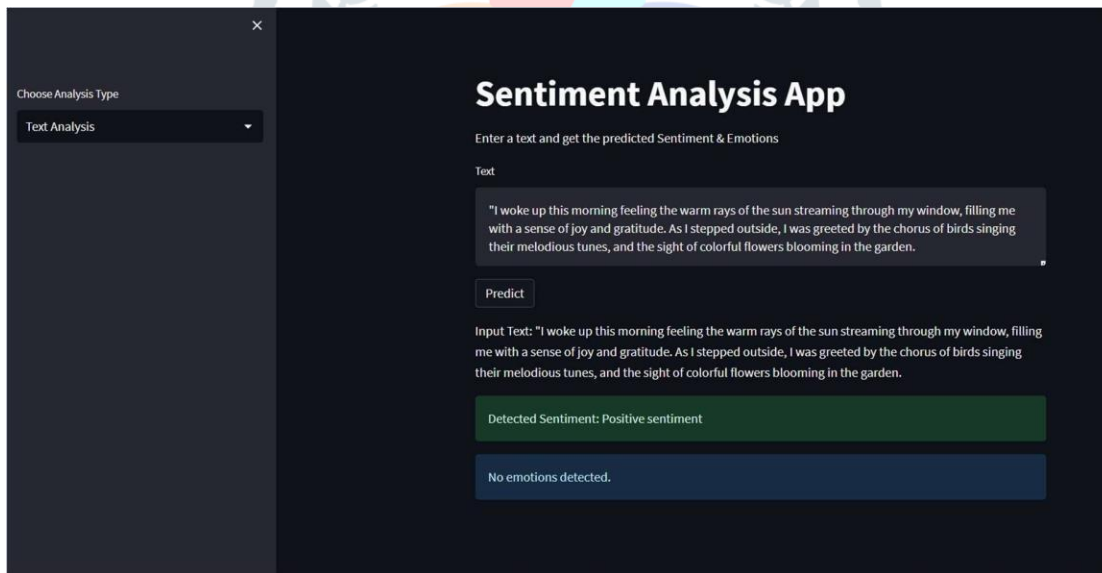 ×
Choose Analysis Type
Text Analysis
Sentiment Analysis App
Enter a text and get the predicted Sentiment & Emotions
Text
"I woke up this morning feeling the warm rays of the sun streaming through my window, filling me
with a sense of joy and gratitude. As I stepped outside, I was greeted by the chorus of birds singing
their melodious tunes, and the sight of colorful flowers blooming in the garden.
Predict
Input Text: "I woke up this morning feeling the warm rays of the sun streaming through my window, filling
me with a sense of joy and gratitude. As I stepped outside, I was greeted by the chorus of birds singing
their melodious tunes, and the sight of colorful flowers blooming in the garden.
Detected Sentiment: Positive sentiment
No emotions detected.